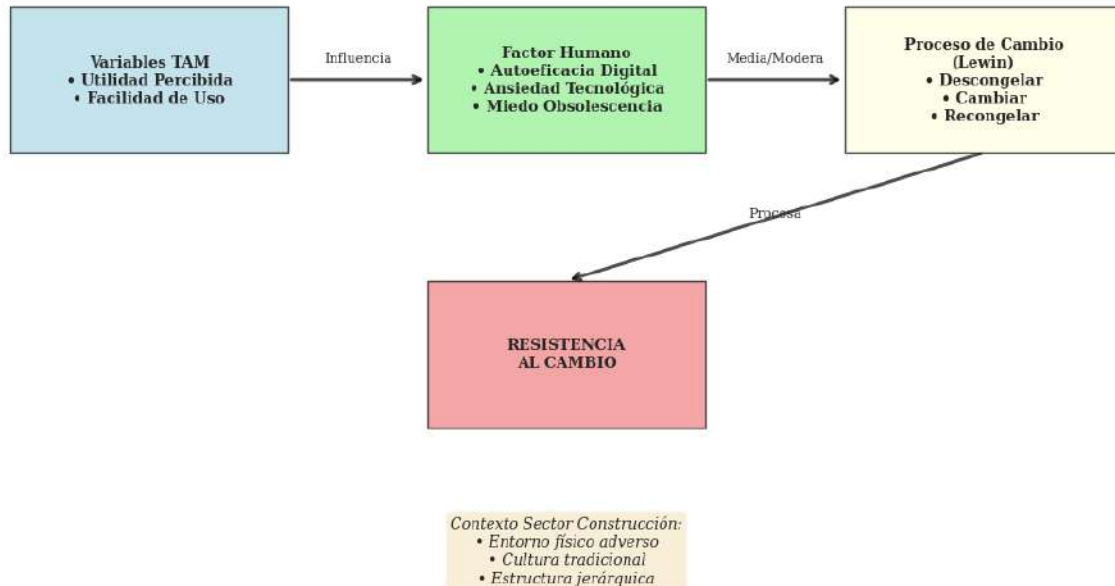 Variables TAM
• Utilidad Percibida
• Facilidad de Uso
Influencia
Factor Humano
• Autoeficacia Digital
• Ansiedad Tecnológica
• Miedo Obsolescencia
Media/Modera
Proceso de Cambio
(Lewin)
• Descongelar
• Cambiar
• Recongelar
Procesa
RESISTENCIA
AL CAMBIO
Contexto Sector Construcción:
• Entorno físico adverso
• Cultura tradicional
• Estructura jerárquica